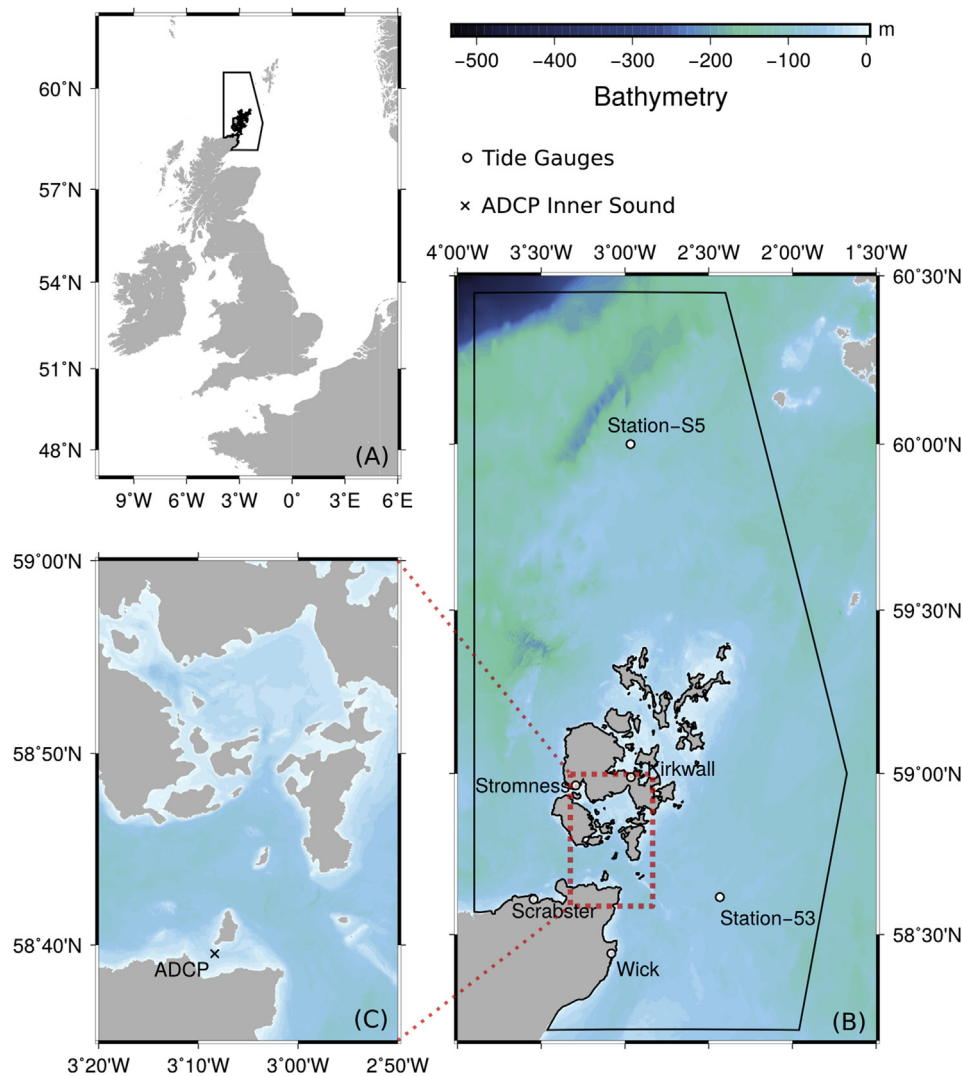 60°N
57°N
54°N
51°N
48°N
9°W 6°W 3°W 0° 3°E 6°E
(A)
−500 −400 −300 −200 −100 0 m
Bathymetry
Tide Gauges
ADCP Inner Sound
4°00'W 3°30'W 3°00'W 2°30'W 2°00'W 1°30'W
60°30'N
60°00'N
59°30'N
59°00'N
58°30'N
Station−S5
Kirkwall
Stromness
Scrabster
Station−53
Wick
(B)
59°00'N
58°50'N
58°40'N
ADCP
(C)
3°20'W 3°10'W 3°00'W 2°50'W